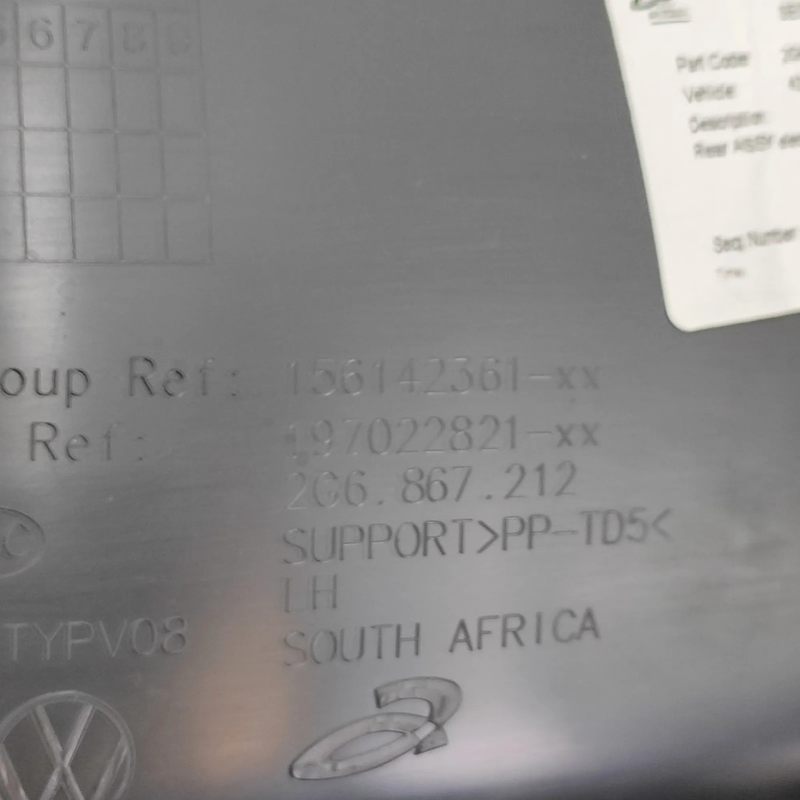 6 7 8 9
Part Code:
Vehicle:
Description:
Rear ASSY
Seq. Number
oup Ref: 156142361-xx
Ref: 197022821-xx
2G6.867.212
SUPPORT>PP-TD5<
LH
TYPV08
SOUTH AFRICA